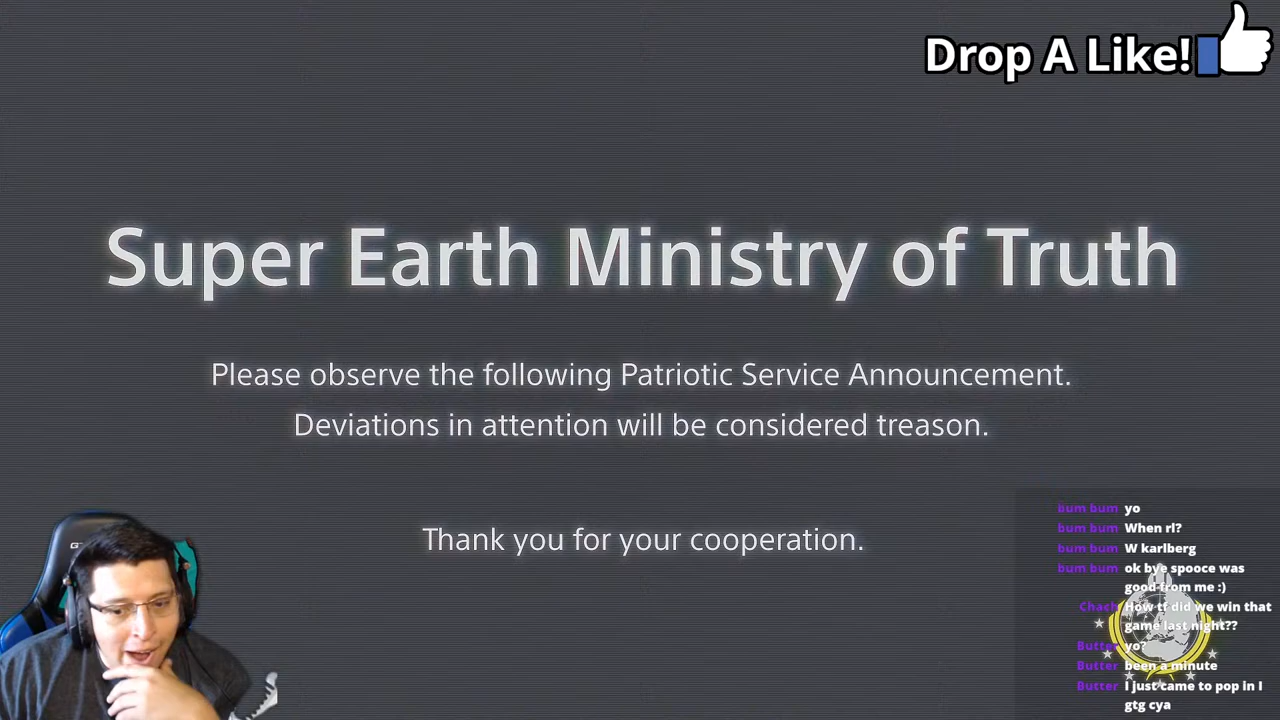 Drop A Like!
Super Earth Ministry of Truth
Please observe the following Patriotic Service Announcement.
Deviations in attention will be considered treason.
Thank you for your cooperation.
bum bum yo
bum bum When rl?
bum bum W karlberg
bum bum ok bye spooce was
good from me :)
Chach How tf did we win that
game last night??
Butter yo?
Butter been a minute
Butter I just came to pop in I
gtg cya